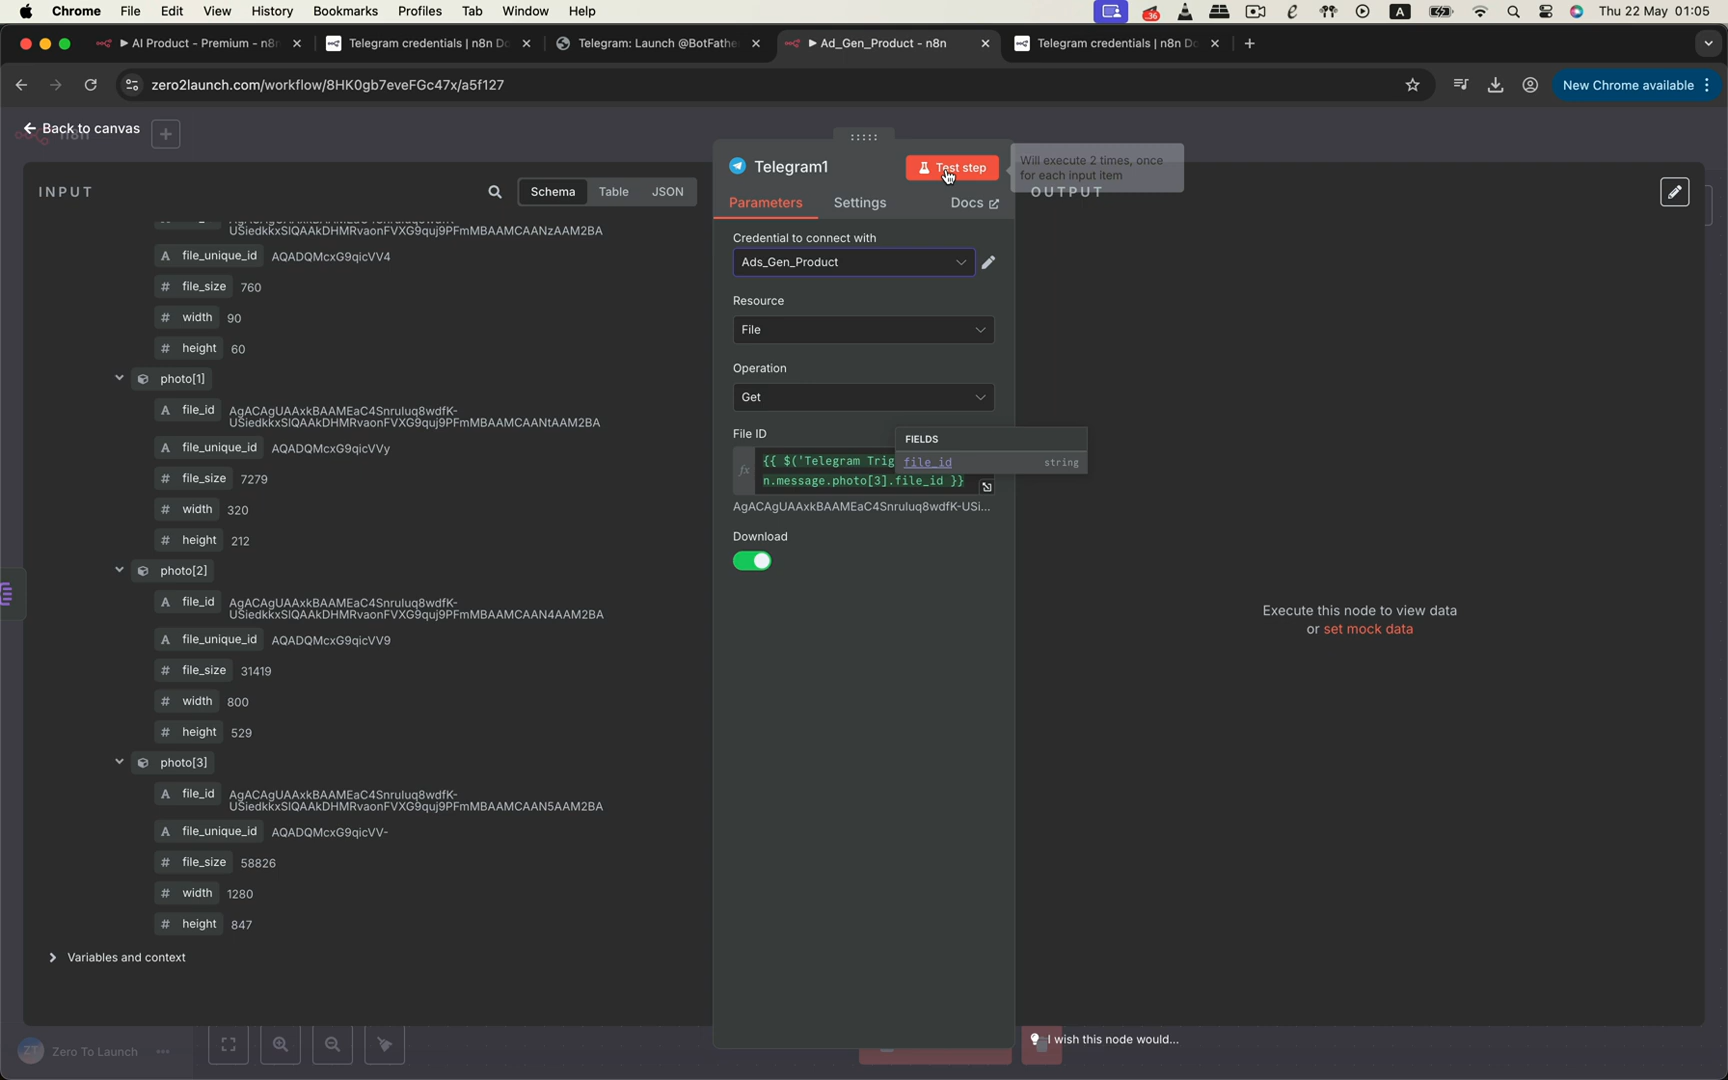 Chrome File Edit View History Bookmarks Profiles Tab Window Help
36 A Thu 22 May 01:05
AI Product - Premium - n8n
Telegram credentials | n8n Do
Telegram: Launch @BotFathe
Ad_Gen_Product - n8n
Telegram credentials | n8n Do
zero2launch.com/workflow/8HK0gb7eveFGc47x/a5f127
New Chrome available
Back to canvas
INPUT
Schema Table JSON
USiedkkxSIQAAkDHMRvaonFVXG9quj9PFmMBAAMCAANzAAM2BA
A file_unique_id AQADQMcxG9qicVV4
# file_size 760
# width 90
# height 60
photo[1]
A file_id AgACAgUAAxkBAAMEaC4Snruluq8wdfK-
USiedkkxSIQAAkDHMRvaonFVXG9quj9PFmMBAAMCAANtAAM2BA
A file_unique_id AQADQMcxG9qicVVy
# file_size 7279
# width 320
# height 212
photo[2]
A file_id AgACAgUAAxkBAAMEaC4Snruluq8wdfK-
USiedkkxSIQAAkDHMRvaonFVXG9quj9PFmMBAAMCAAN4AAM2BA
A file_unique_id AQADQMcxG9qicVV9
# file_size 31419
# width 800
# height 529
photo[3]
A file_id AgACAgUAAxkBAAMEaC4Snruluq8wdfK-
USiedkkxSIQAAkDHMRvaonFVXG9quj9PFmMBAAMCAAN5AAM2BA
A file_unique_id AQADQMcxG9qicVV-
# file_size 58826
# width 1280
# height 847
Variables and context
Telegram1
Test step
Will execute 2 times, once
for each input item
Parameters Settings Docs
Credential to connect with
Ads_Gen_Product
Resource
File
Operation
Get
File ID
fx {{ $('Telegram Trig
n.message.photo[3].file_id }}
FIELDS
file_id string
AgACAgUAAxkBAAMEaC4Snruluq8wdfK-USi...
Download
OUTPUT
Execute this node to view data
or set mock data
I wish this node would...
ZT Zero To Launch